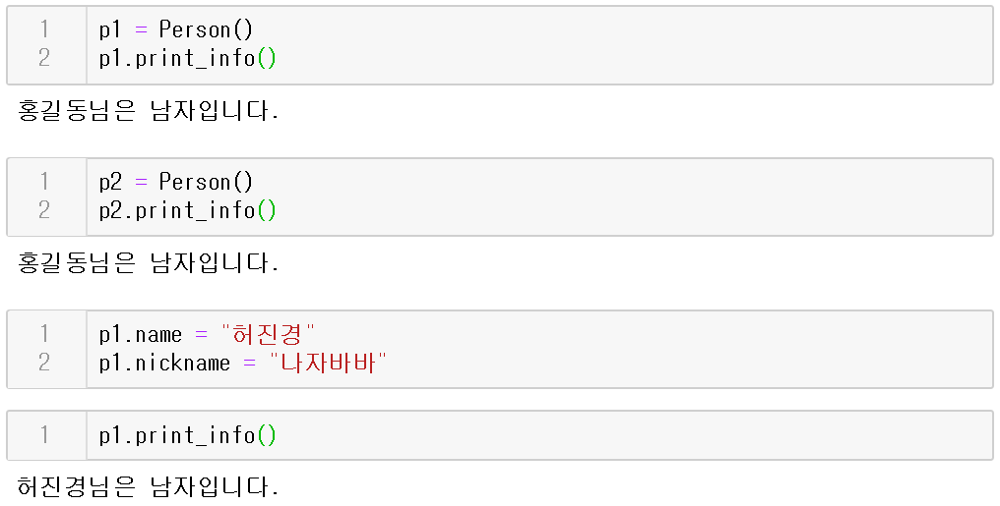 1 p1 = Person()
2 p1.print_info()
홍길동님은 남자입니다.
1 p2 = Person()
2 p2.print_info()
홍길동님은 남자입니다.
1 p1.name = "허진경"
2 p1.nickname = "나자바바"
1 p1.print_info()
허진경님은 남자입니다.